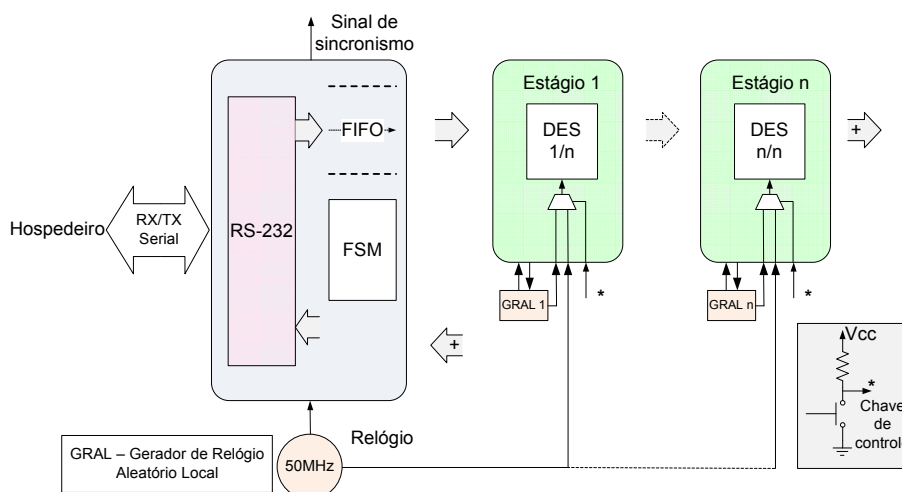 Sinal de
sincronismo
Hospedeiro
RX/TX
Serial
RS-232
FIFO
FSM
Estágio 1
DES
1/n
GRAL 1
*
Estágio n
DES
n/n
GRAL n
*
+
+
Vcc
*
Chave
de
controle
Relógio
50MHz
GRAL – Gerador de Relógio
Aleatório Local